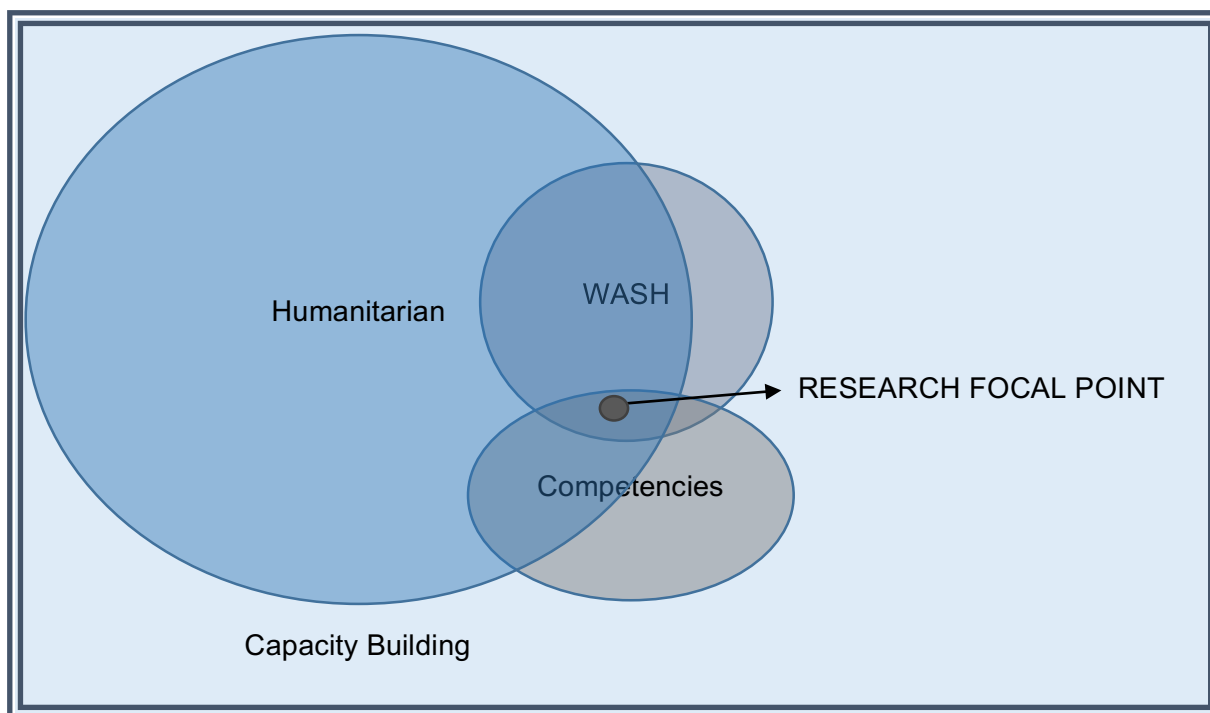 WASH
Humanitarian
RESEARCH FOCAL POINT
Competencies
Capacity Building